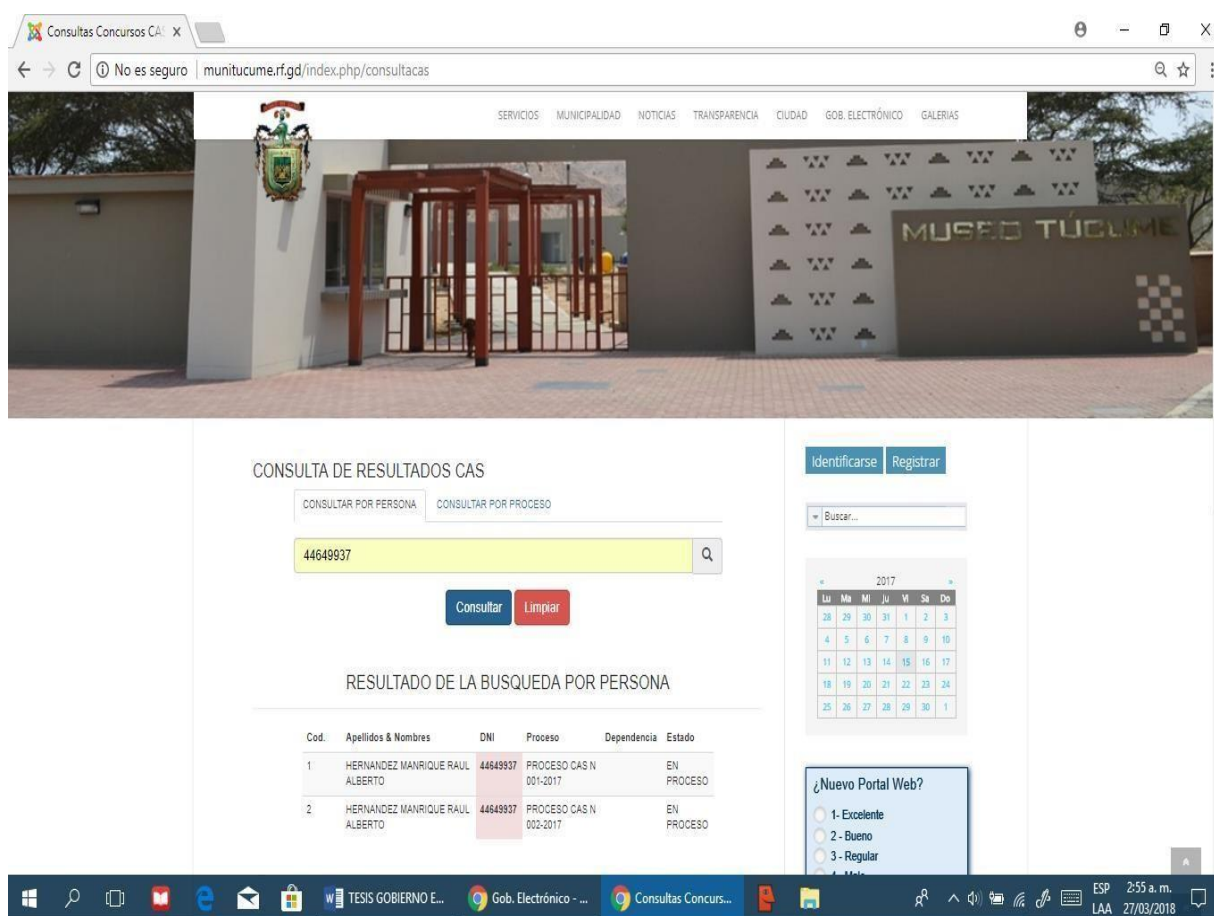 Consultas Concursos CAS
No es seguro | munitucume.rf.gd/index.php/consultacas
SERVICIOS MUNICIPALIDAD NOTICIAS TRANSPARENCIA CIUDAD GOB. ELECTRÓNICO GALERIAS
MUSEO TÚCUME
CONSULTA DE RESULTADOS CAS
CONSULTAR POR PERSONA CONSULTAR POR PROCESO
44649937
Consultar Limpiar
RESULTADO DE LA BUSQUEDA POR PERSONA
Cod. Apellidos & Nombres DNI Proceso Dependencia Estado
1 HERNANDEZ MANRIQUE RAUL 44649937 PROCESO CAS N EN
ALBERTO 001-2017 PROCESO
2 HERNANDEZ MANRIQUE RAUL 44649937 PROCESO CAS N EN
ALBERTO 002-2017 PROCESO
Identificarse Registrar
Buscar...
« 2017 »
Lu Ma Mi Ju Vi Sa Do
28 29 30 31 1 2 3
4 5 6 7 8 9 10
11 12 13 14 15 16 17
18 19 20 21 22 23 24
25 26 27 28 29 30 1
¿Nuevo Portal Web?
1- Excelente
2 - Bueno
3 - Regular
TESIS GOBIERNO E... Gob. Electrónico - ... Consultas Concurs... ESP 2:55 a. m.
LAA 27/03/2018